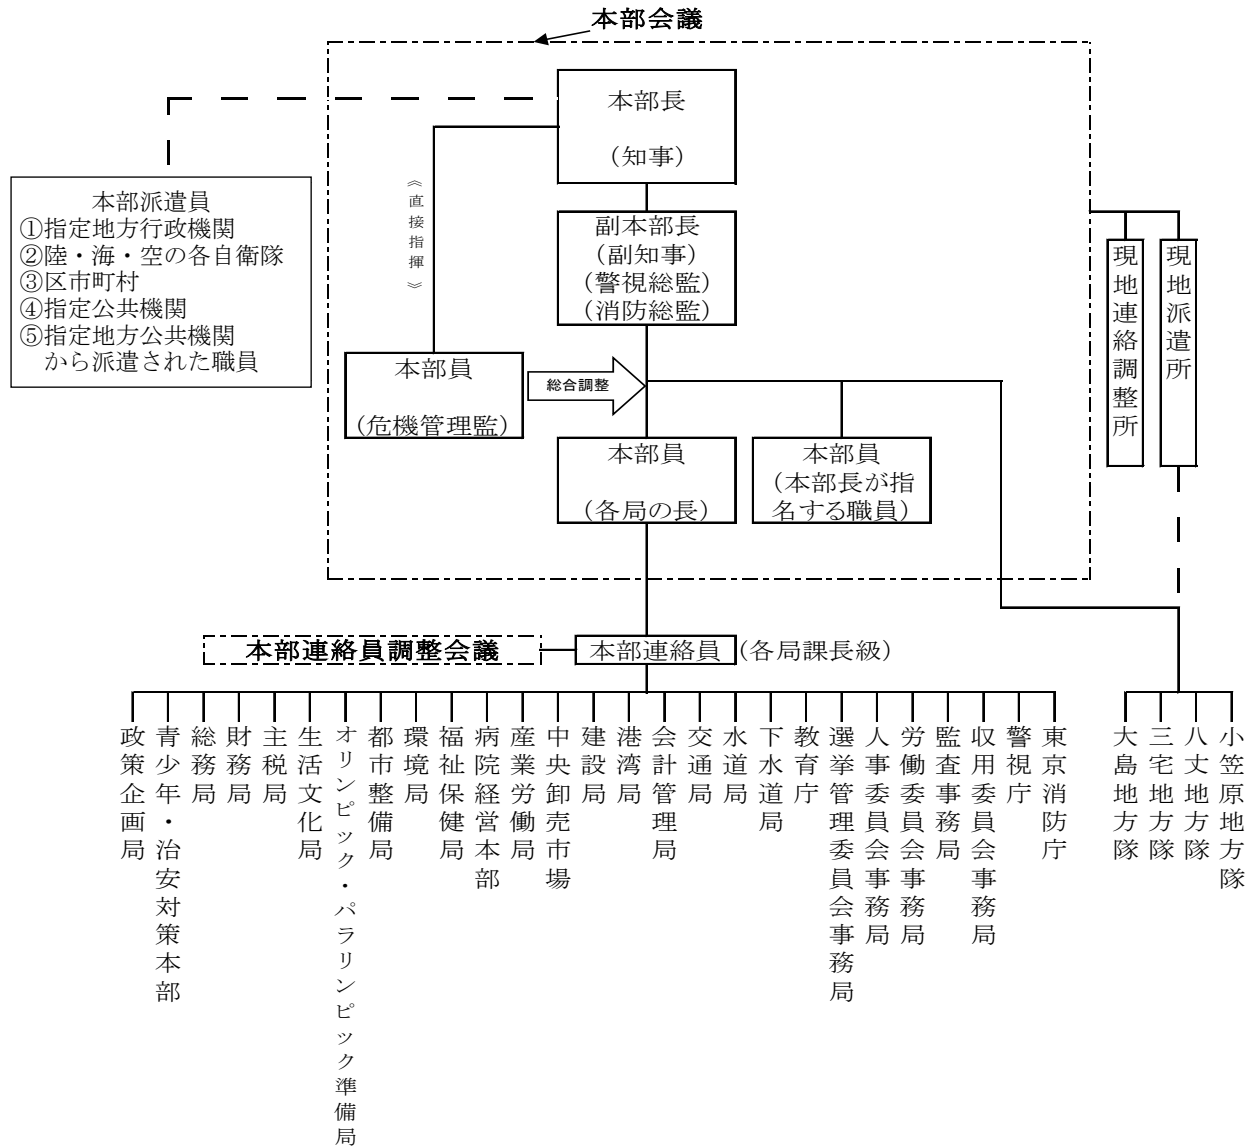 本部会議
本部長
（知事）
《直接指揮》
本部派遣員
①指定地方行政機関
②陸・海・空の各自衛隊
③区市町村
④指定公共機関
⑤指定地方公共機関
から派遣された職員
副本部長
（副知事）
（警視総監）
（消防総監）
現地連絡調整所
現地派遣所
本部員
（危機管理監）
総合調整
本部員
（各局の長）
本部員
（本部長が指
名する職員）
本部連絡員調整会議
本部連絡員
（各局課長級）
政策企画局
青少年・治安対策本部
総務局
財務局
主税局
生活文化局
オリンピック・パラリンピック準備局
都市整備局
環境局
福祉保健局
病院経営本部
産業労働局
中央卸売市場
建設局
港湾局
会計管理局
交通局
水道局
下水道局
教育庁
選挙管理委員会事務局
人事委員会事務局
労働委員会事務局
監査事務局
収用委員会事務局
警視庁
東京消防庁
大島地方隊
三宅地方隊
八丈地方隊
小笠原地方隊